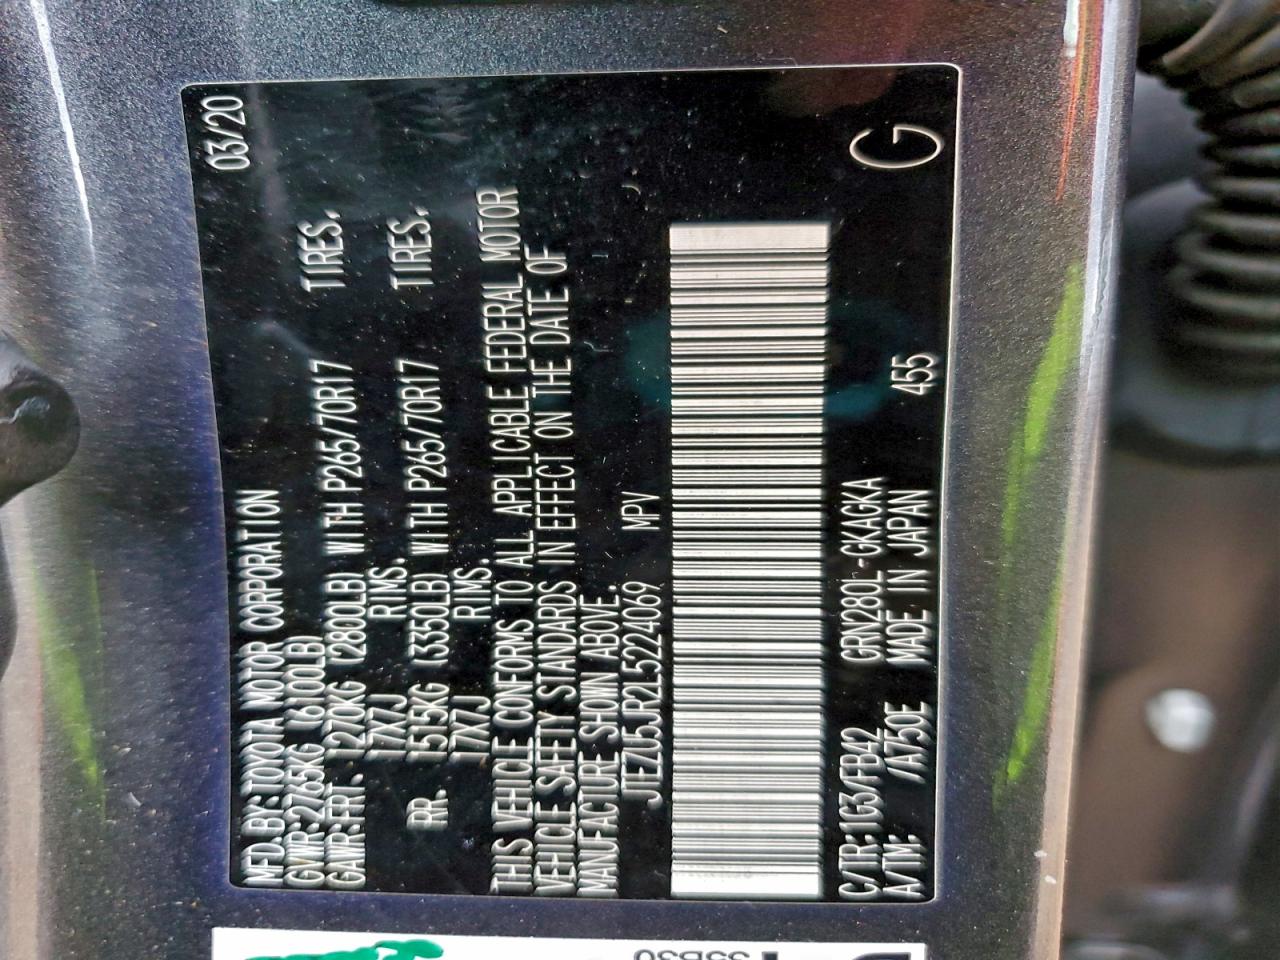 MFD.BY:TOYOTA MOTOR CORPORATION 03/20
GVWR:2765KG (6100LB)
GAWR:FRT. 1270KG (2800LB) WITH P265/70R17 TIRES.
17X7J RIMS.
RR. 1515KG (3350LB) WITH P265/70R17 TIRES.
17X7J RIMS.
THIS VEHICLE CONFORMS TO ALL APPLICABLE FEDERAL MOTOR
VEHICLE SAFETY STANDARDS IN EFFECT ON THE DATE OF
MANUFACTURE SHOWN ABOVE.
JTEZU5JR2L5224069 MPV
C/TR:1G3/FB42 GRN280L-GKAGKA
A/TM: /A750E MADE IN JAPAN 455 G